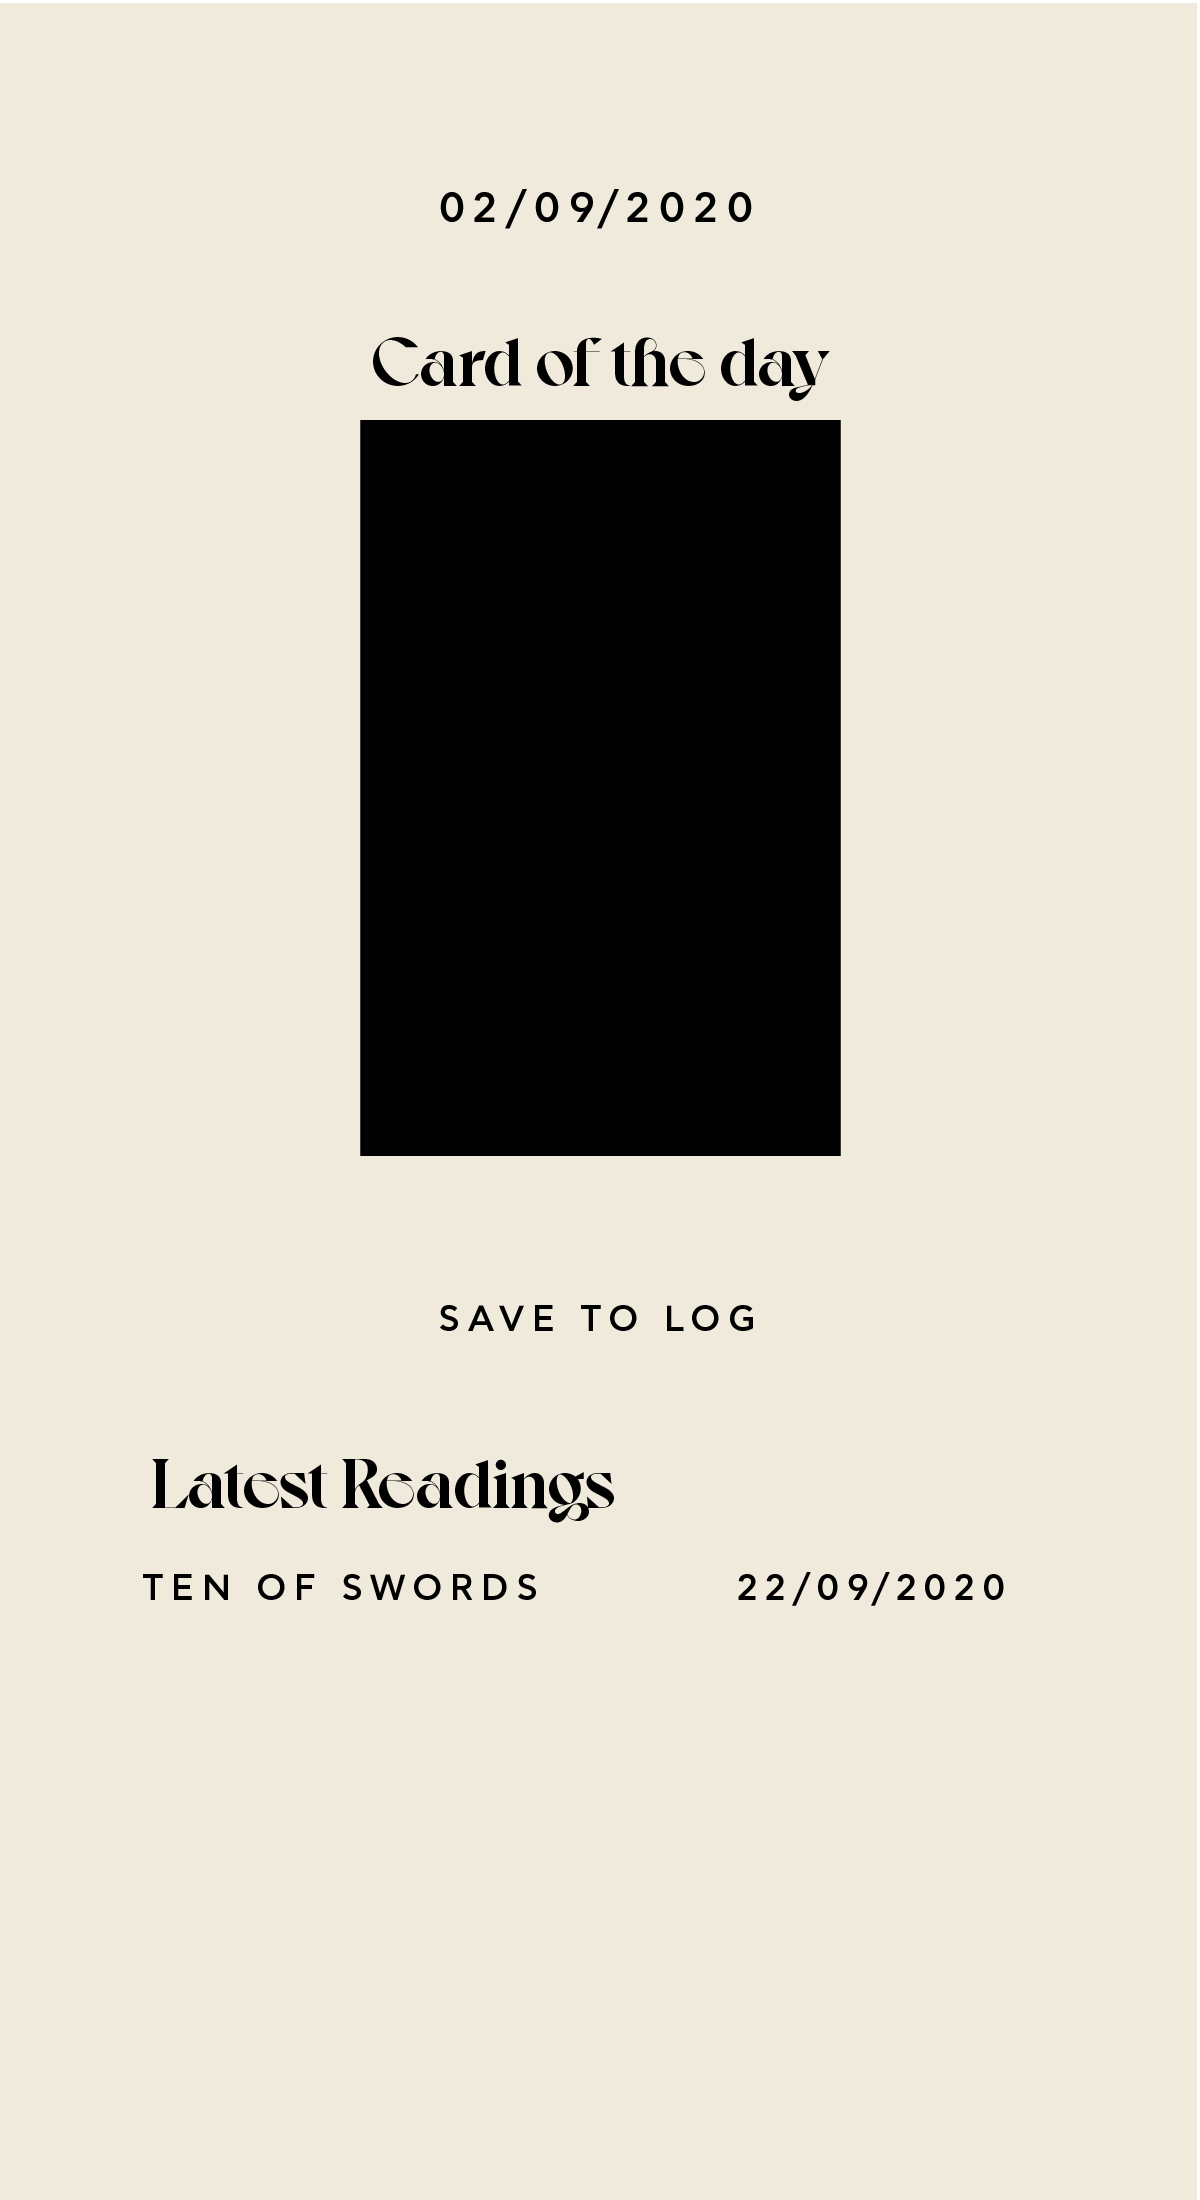 02/09/2020
Card of the day
SAVE TO LOG
Latest Readings
TEN OF SWORDS 22/09/2020